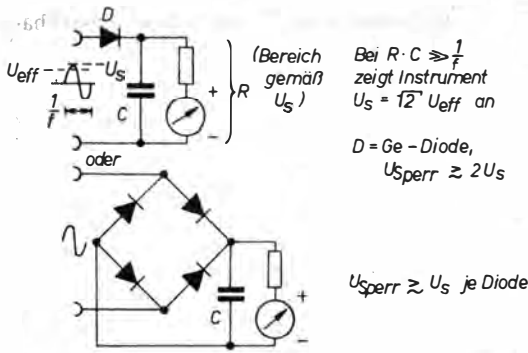 D
Ueff
Us
1/f
C
R
+
−
(Bereich
gemäß
Us)
Bei R · C ≫ 1/f
zeigt Instrument
Us = √2 Ueff an
D = Ge - Diode,
USperr ≳ 2Us
oder
C
+
−
USperr ≳ Us je Diode